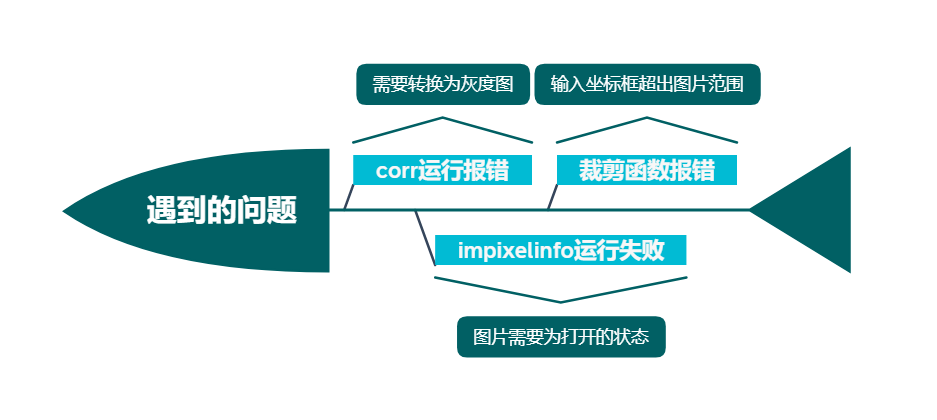 遇到的问题
需要转换为灰度图
corr运行报错
输入坐标框超出图片范围
裁剪函数报错
impixelinfo运行失败
图片需要为打开的状态